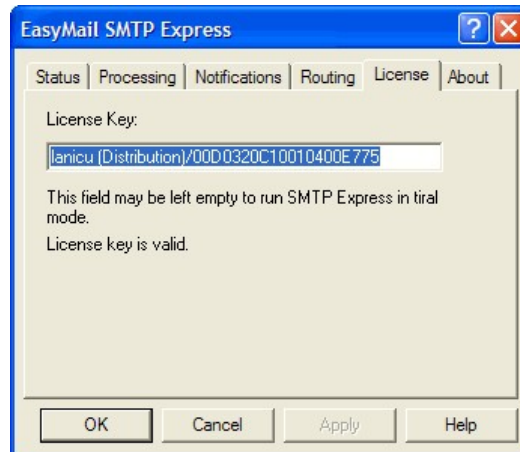 EasyMail SMTP Express
Status Processing Notifications Routing License About
License Key:
lanicu (Distribution)/00D0320C10010400E775
This field may be left empty to run SMTP Express in tiral
mode.
License key is valid.
OK Cancel Apply Help